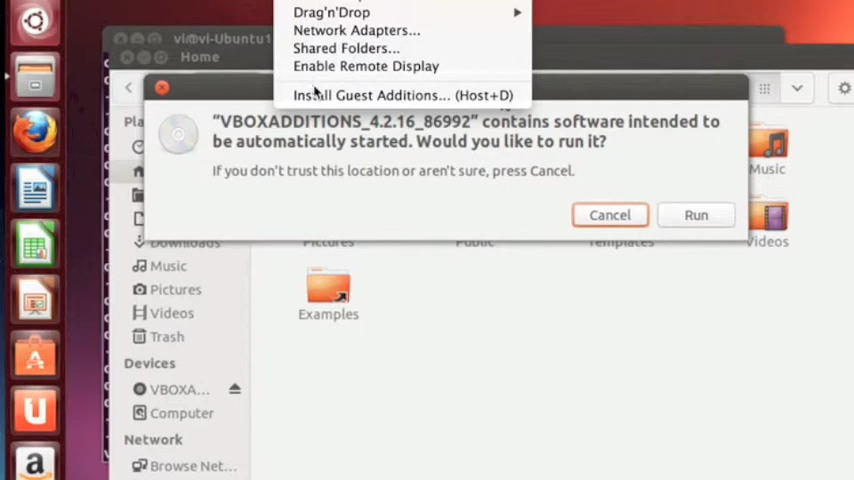 Drag'n'Drop
Network Adapters...
Shared Folders...
Enable Remote Display
Install Guest Additions... (Host+D)
vi@vi-Ubuntu1
Home
"VBOXADDITIONS_4.2.16_86992" contains software intended to
be automatically started. Would you like to run it?
If you don't trust this location or aren't sure, press Cancel.
Cancel
Run
Pla
Downloads
Music
Pictures
Videos
Trash
Devices
VBOXA...
Computer
Network
Browse Net...
Music
Videos
Pictures
Public
Templates
Examples